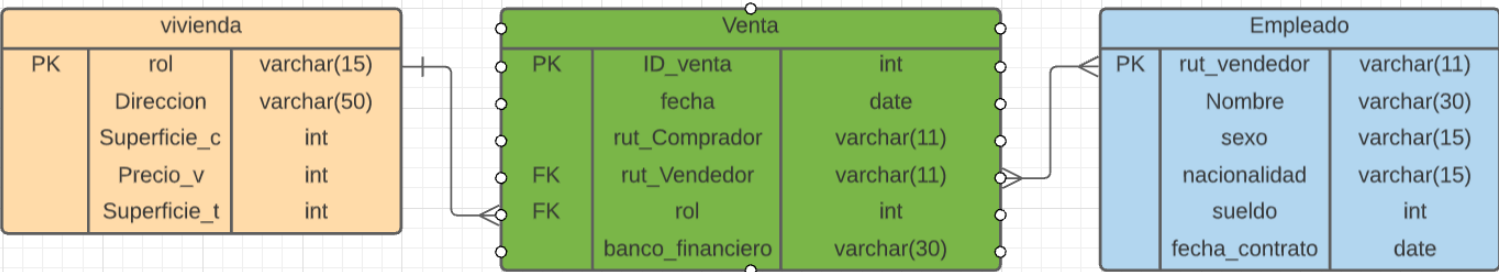 vivienda
PK rol varchar(15)
Direccion varchar(50)
Superficie_c int
Precio_v int
Superficie_t int
Venta
PK ID_venta int
fecha date
rut_Comprador varchar(11)
FK rut_Vendedor varchar(11)
FK rol int
banco_financiero varchar(30)
Empleado
PK rut_vendedor varchar(11)
Nombre varchar(30)
sexo varchar(15)
nacionalidad varchar(15)
sueldo int
fecha_contrato date